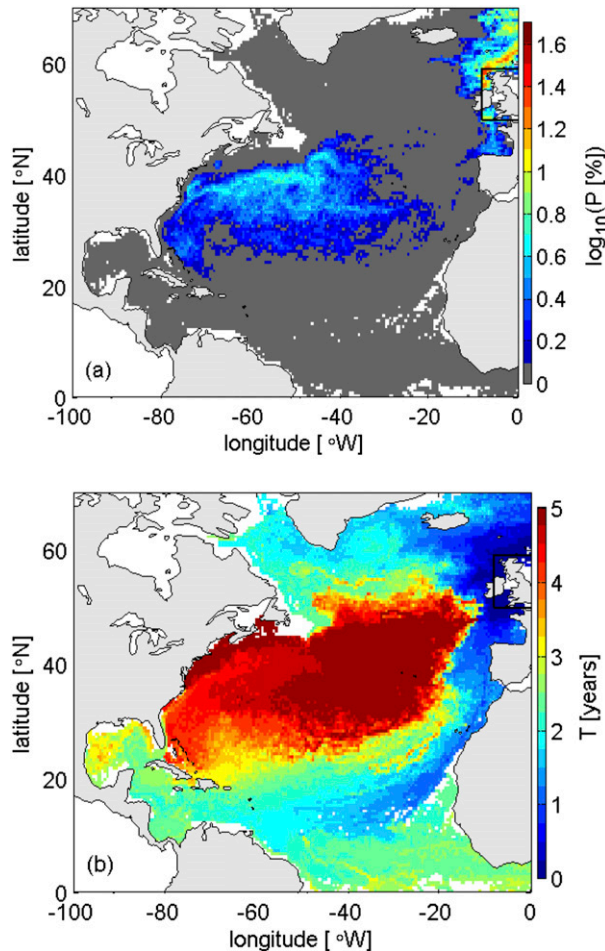 60
40
20
0
latitude [ °N]
(a)
-100 -80 -60 -40 -20 0
longitude [ °W]
1.6
1.4
1.2
1
0.8
0.6
0.4
0.2
0
log10(P [%])
60
40
20
0
latitude [ °N]
(b)
-100 -80 -60 -40 -20 0
longitude [ °W]
5
4
3
2
1
0
T [years]